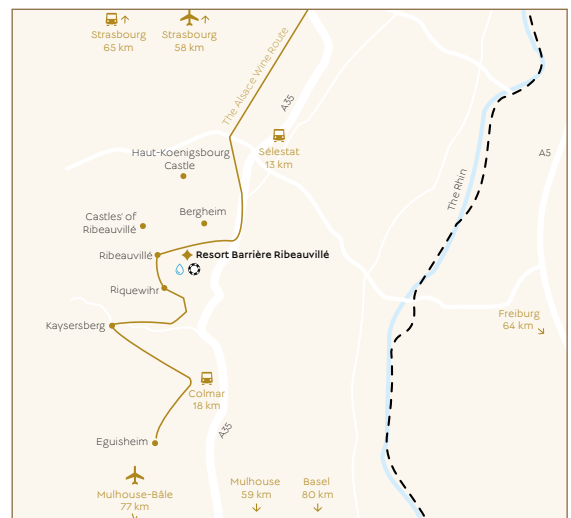 Strasbourg
65 km
Strasbourg
58 km
The Alsace Wine Route
A35
Sélestat
13 km
Haut-Koenigsbourg
Castle
A5
The Rhin
Bergheim
Castles' of
Ribeauvillé
Ribeauvillé
Resort Barrière Ribeauvillé
Riquewihr
Freiburg
64 km
Kaysersberg
Colmar
18 km
A35
Eguisheim
Mulhouse-Bâle
77 km
Mulhouse
59 km
Basel
80 km